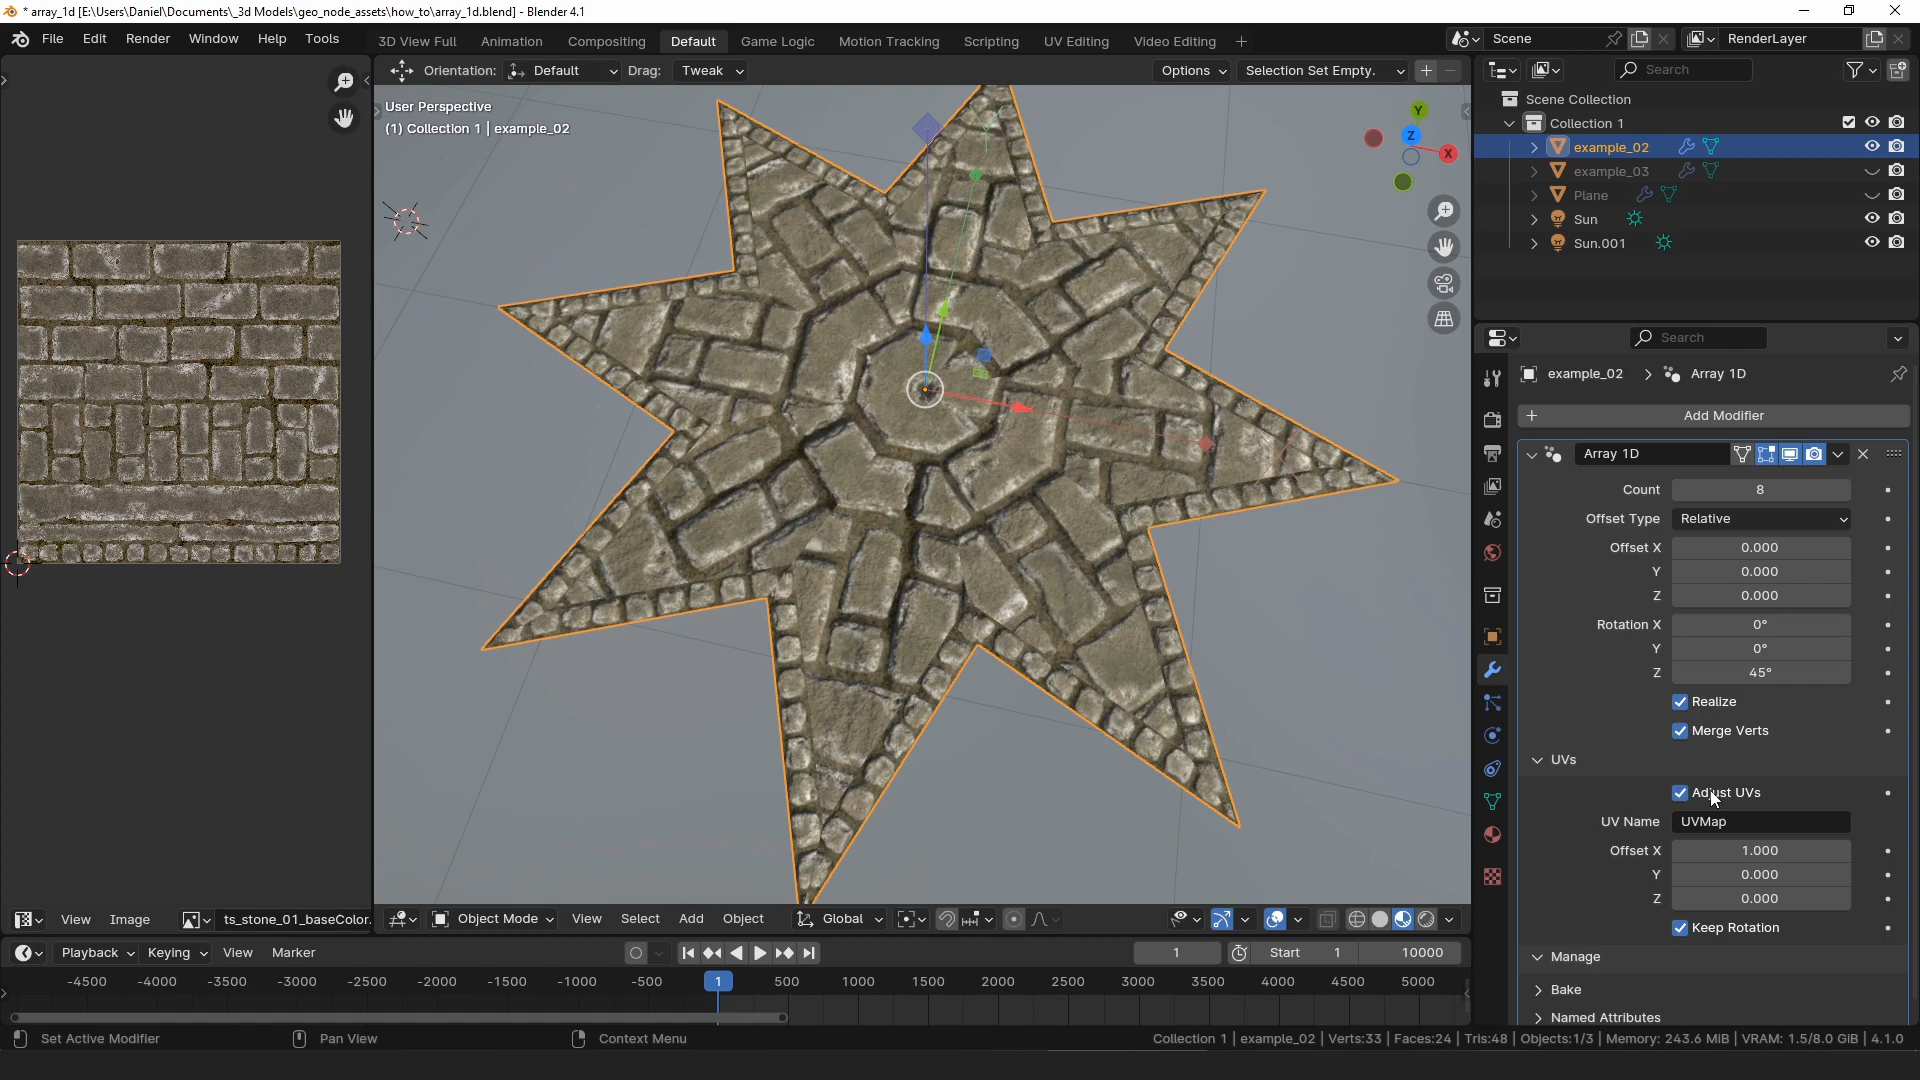 * array_1d [E:\Users\Daniel\Documents\_3d Models\geo_node_assets\how_to\array_1d.blend] - Blender 4.1
File Edit Render Window Help Tools 3D View Full Animation Compositing Default Game Logic Motion Tracking Scripting UV Editing Video Editing + Scene RenderLayer
Orientation: Default Drag: Tweak Options Selection Set Empty. Search
User Perspective
(1) Collection 1 | example_02
Y
Z
X
Scene Collection
Collection 1
example_02
example_03
Plane
Sun
Sun.001
Search
example_02 Array 1D
+ Add Modifier
Array 1D
Count 8
Offset Type Relative
Offset X 0.000
Y 0.000
Z 0.000
Rotation X 0°
Y 0°
Z 45°
Realize
Merge Verts
UVs
Adjust UVs
UV Name UVMap
Offset X 1.000
Y 0.000
Z 0.000
Keep Rotation
Manage
Bake
Named Attributes
View Image ts_stone_01_baseColor.
Object Mode View Select Add Object Global
Playback Keying View Marker 1 Start 1 10000
-4500 -4000 -3500 -3000 -2500 -2000 -1500 -1000 -500 1 500 1000 1500 2000 2500 3000 3500 4000 4500 5000
Set Active Modifier Pan View Context Menu Collection 1 | example_02 | Verts:33 | Faces:24 | Tris:48 | Objects:1/3 | Memory: 243.6 MiB | VRAM: 1.5/8.0 GiB | 4.1.0